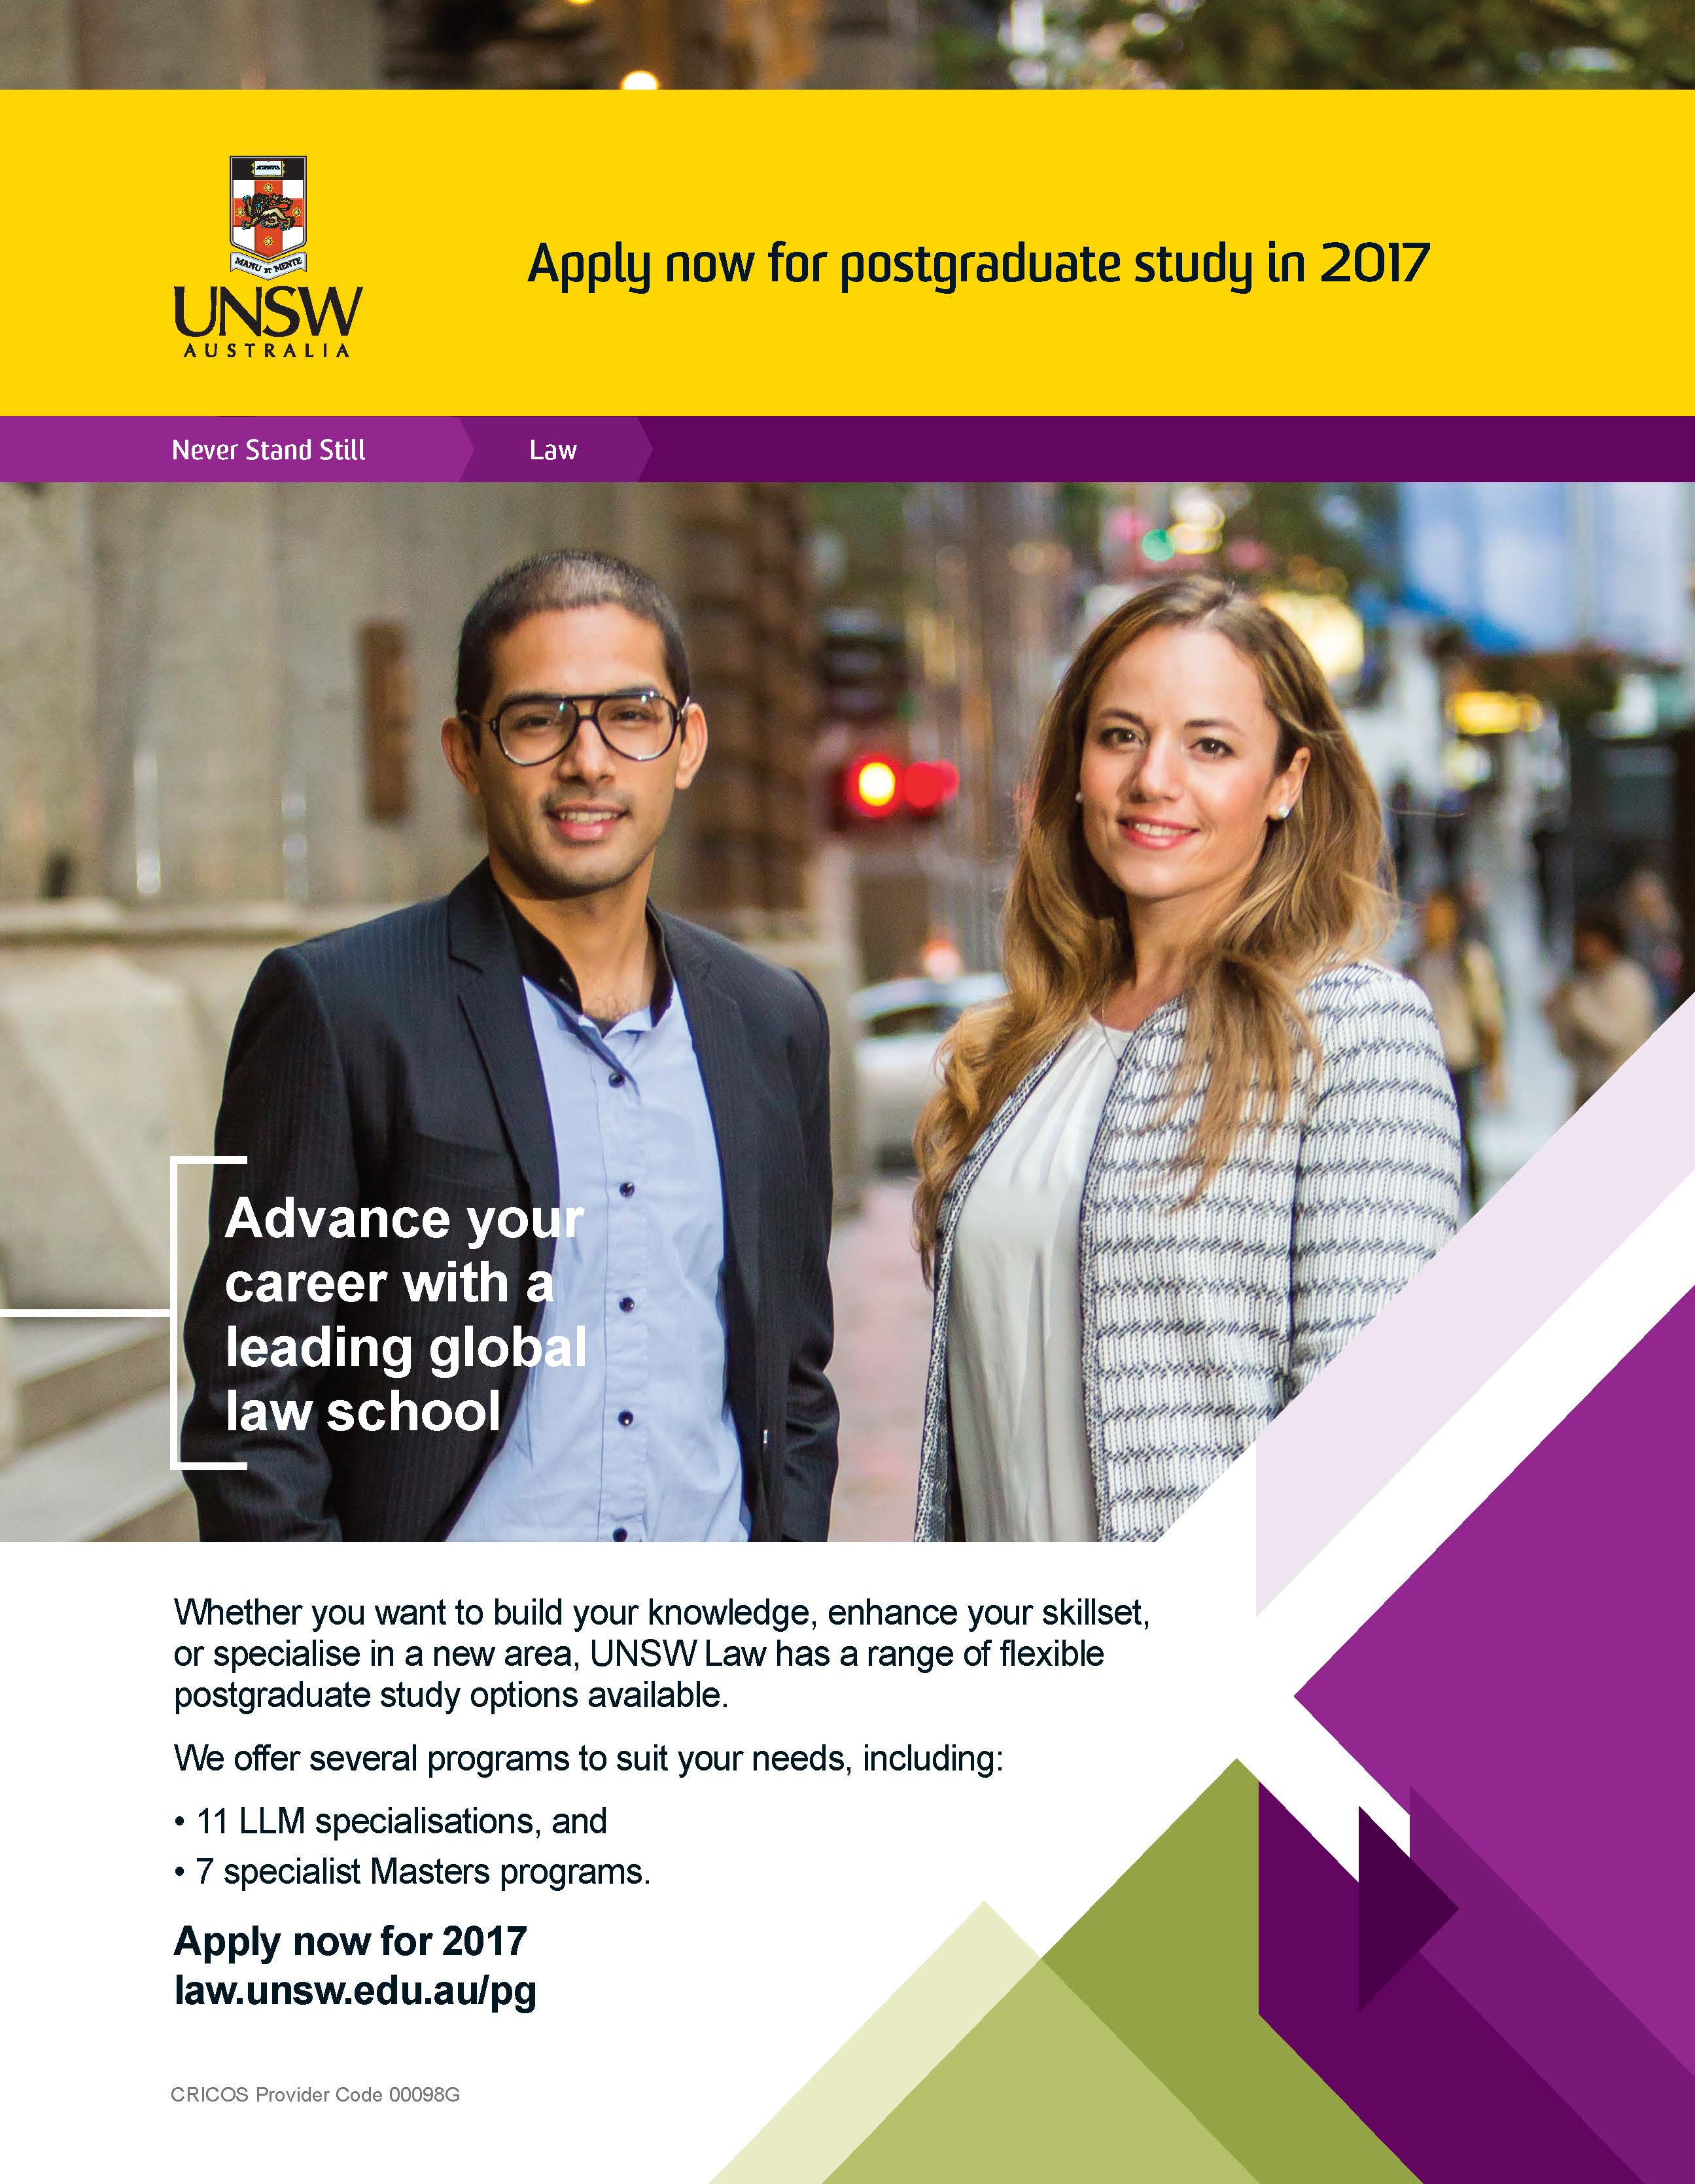 SCIENTIA
MANU ET MENTE
UNSW
AUSTRALIA
Apply now for postgraduate study in 2017
Never Stand Still
Law
Advance your
career with a
leading global
law school
Whether you want to build your knowledge, enhance your skillset,
or specialise in a new area, UNSW Law has a range of flexible
postgraduate study options available.
We offer several programs to suit your needs, including:
• 11 LLM specialisations, and
• 7 specialist Masters programs.
Apply now for 2017
law.unsw.edu.au/pg
CRICOS Provider Code 00098G